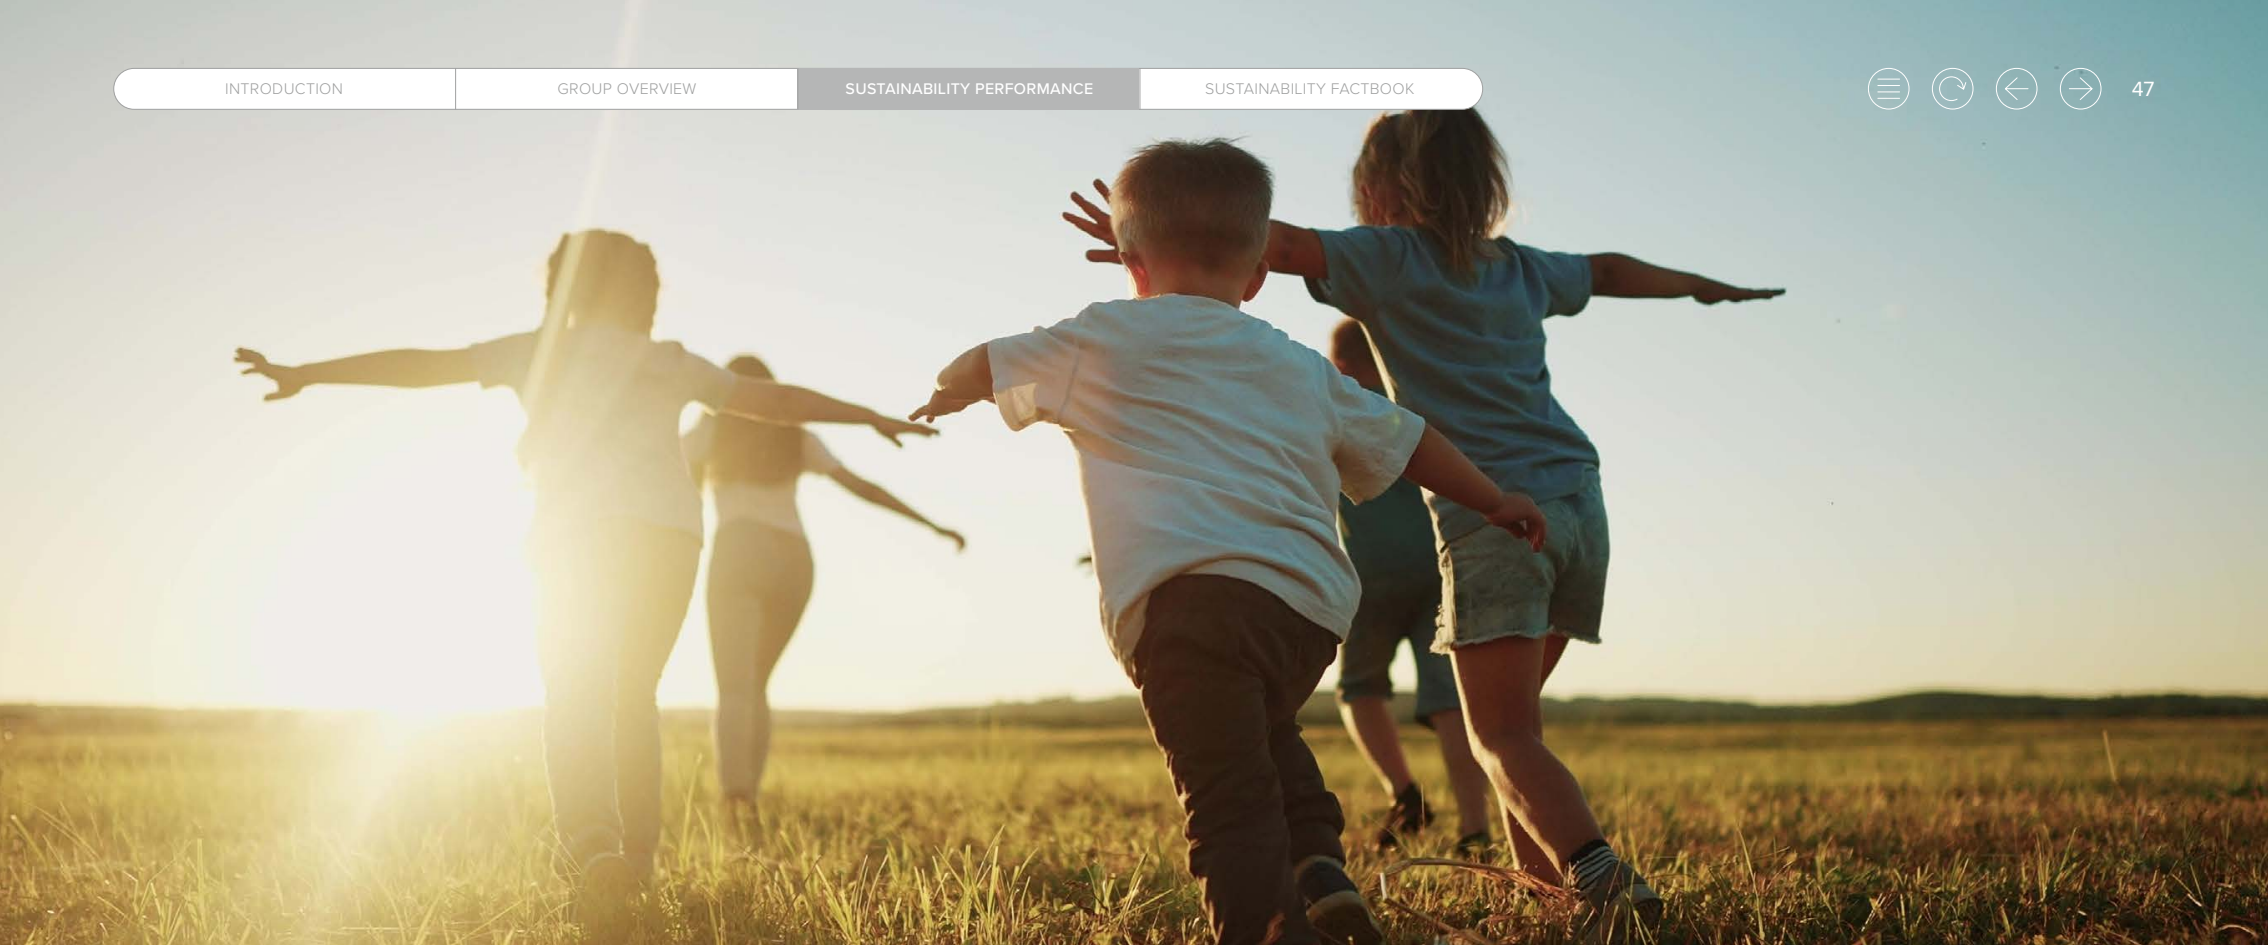 INTRODUCTION
GROUP OVERVIEW
SUSTAINABILITY PERFORMANCE
SUSTAINABILITY FACTBOOK
47